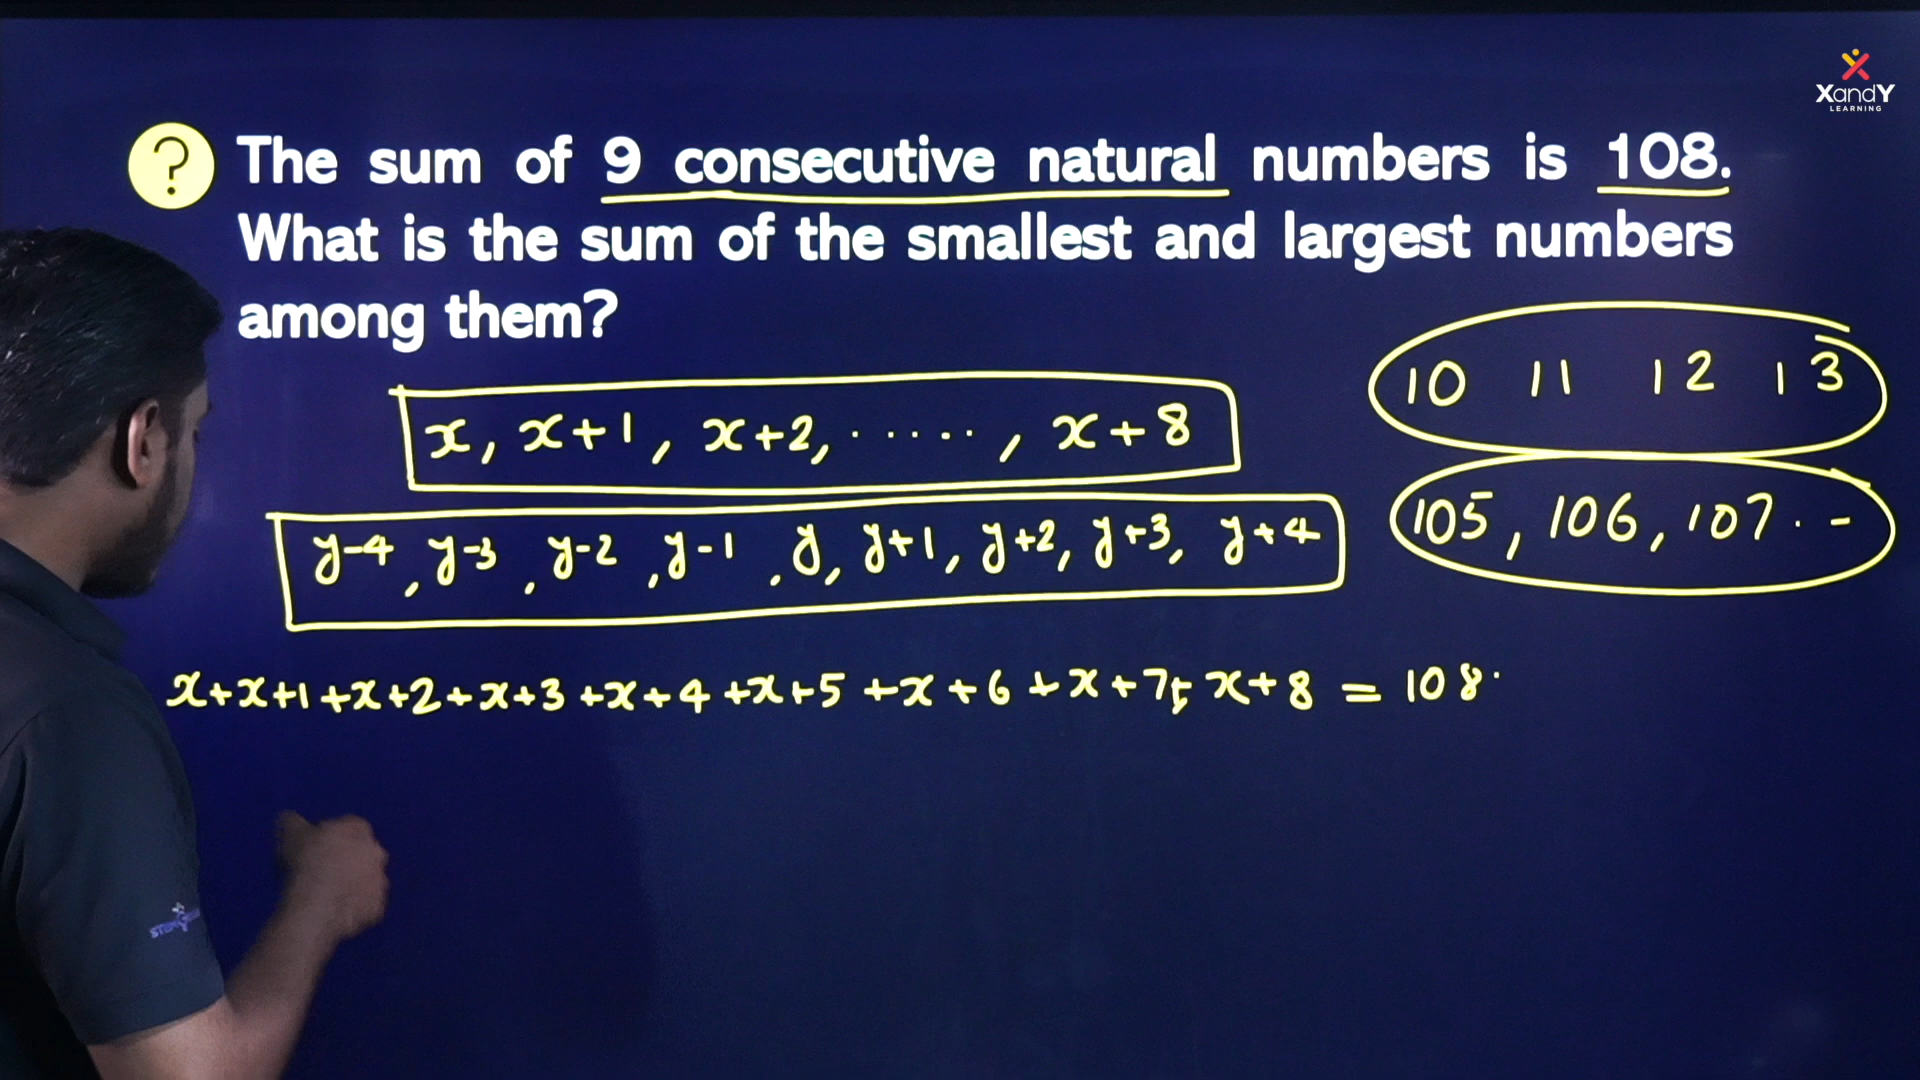 XandY
LEARNING
? The sum of 9 consecutive natural numbers is 108.
What is the sum of the smallest and largest numbers
among them?
10 11 12 13
x, x+1, x+2, ....., x+8
105, 106, 107. -
y-4, y-3, y-2, y-1, y, y+1, y+2, y+3, y+4
x+x+1+x+2+x+3+x+4+x+5+x+6+x+7+x+8 = 108.